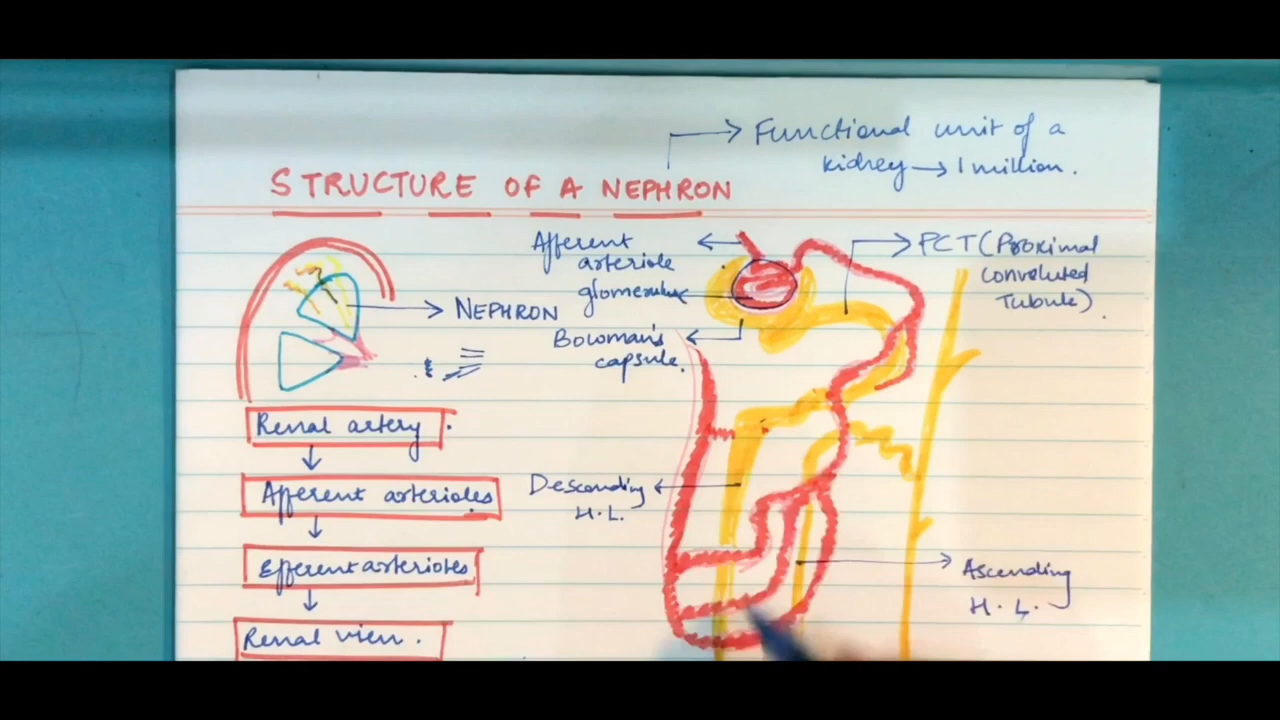 Functional unit of a
kidney → 1 million.
STRUCTURE OF A NEPHRON
Afferent
arteriole
glomerulus
Bowman's
capsule.
PCT (Proximal
convoluted
Tubule)
NEPHRON
Renal artery.
Afferent arterioles
Efferent arterioles
Renal vien.
Descending
H.L.
Ascending
H.L.